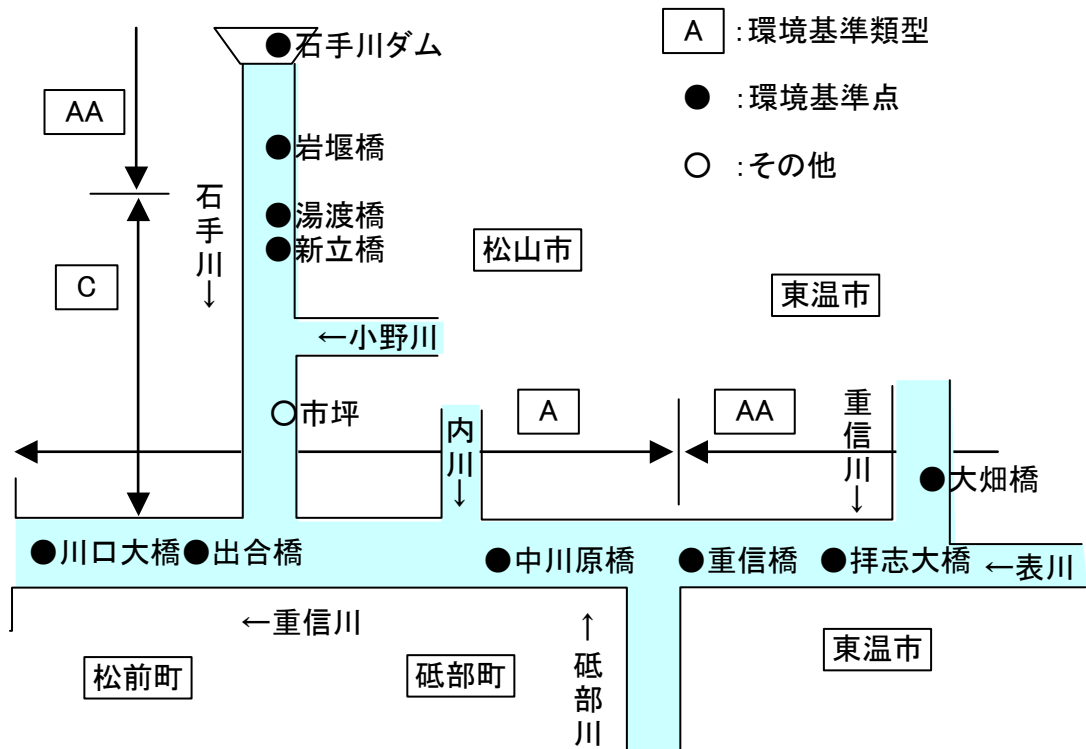 石手川ダム
A :環境基準類型
● :環境基準点
○ :その他
AA
岩堰橋
石手川↓
湯渡橋
新立橋
松山市
C
東温市
←小野川
市坪
A
AA
重信川↓
内川↓
大畑橋
川口大橋
出合橋
中川原橋
重信橋
拝志大橋
←表川
←重信川
↑砥部川
松前町
砥部町
東温市